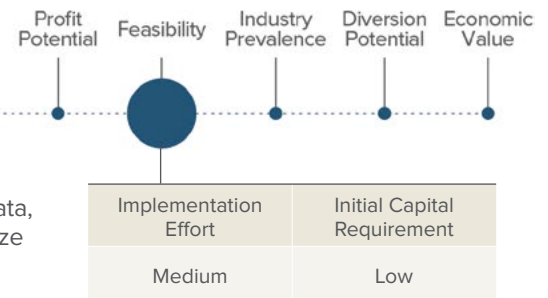 Profit
Potential
Feasibility
Industry
Prevalence
Diversion
Potential
Economic
Value
ata,
ze
Implementation
Effort
Initial Capital
Requirement
Medium
Low